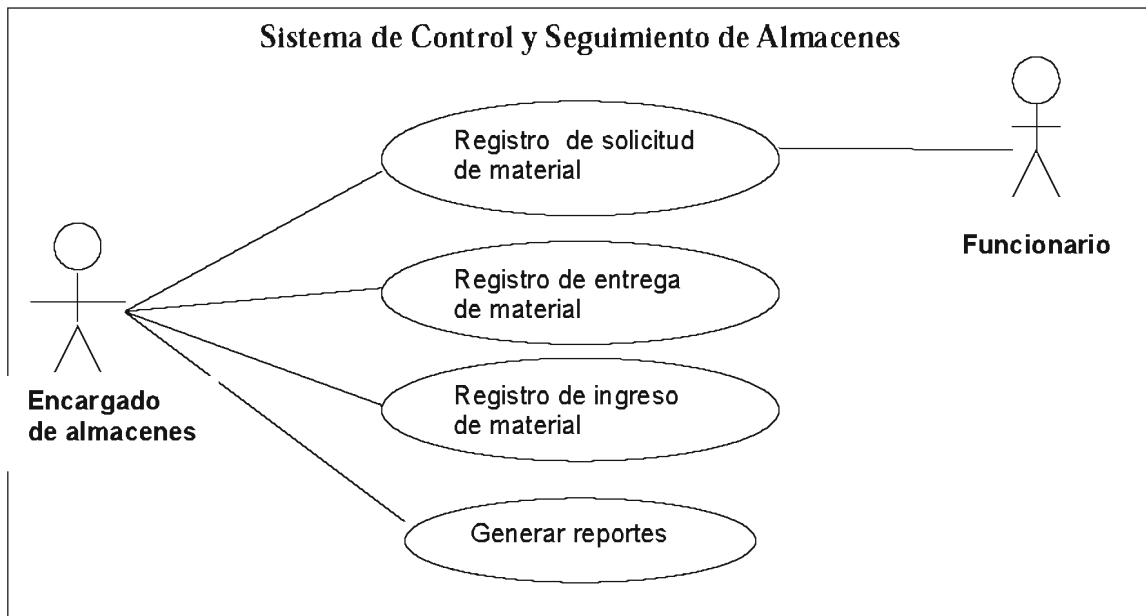 Sistema de Control y Seguimiento de Almacenes
Registro de solicitud
de material
Funcionario
Registro de entrega
de material
Registro de ingreso
de material
Encargado
de almacenes
Generar reportes